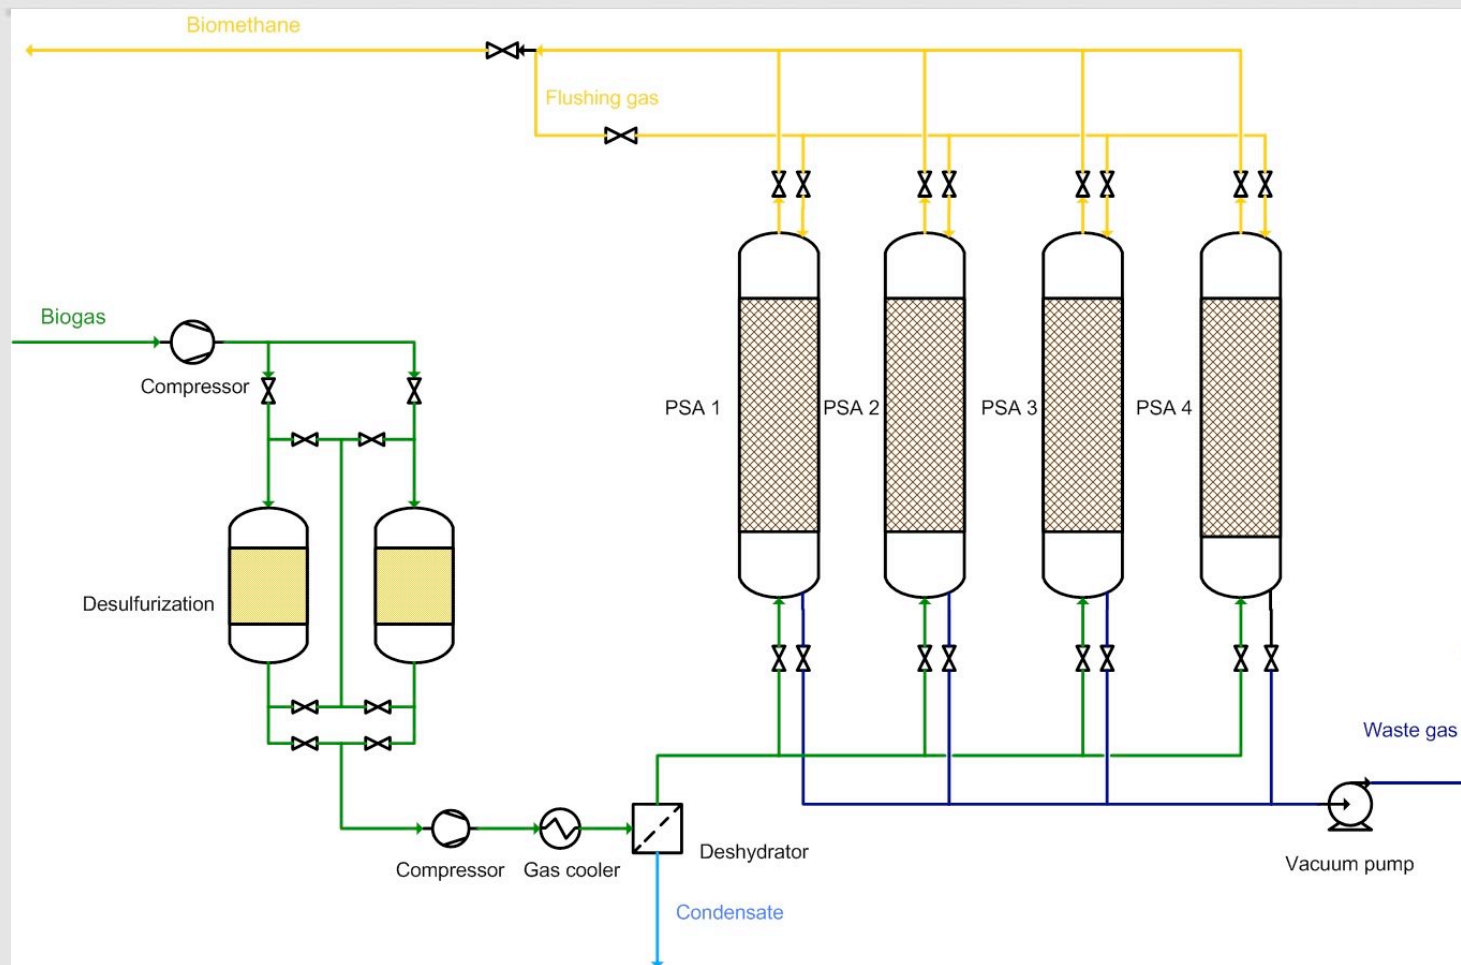 Biomethane
Flushing gas
Biogas
Compressor
PSA 1
PSA 2
PSA 3
PSA 4
Desulfurization
Waste gas
Compressor
Gas cooler
Deshydrator
Vacuum pump
Condensate